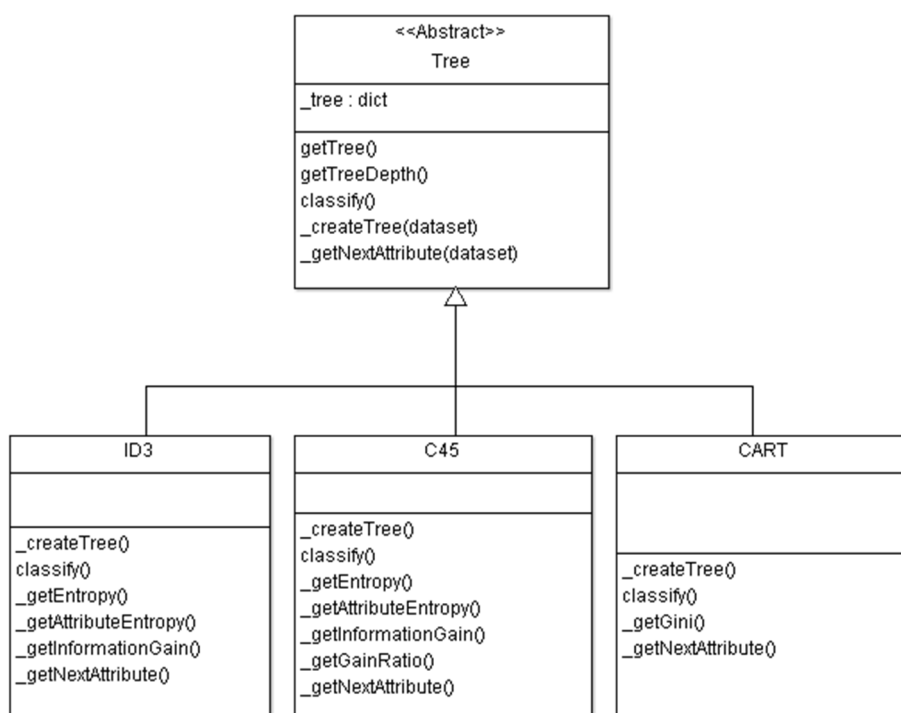 <<Abstract>>
Tree
_tree : dict
getTree()
getTreeDepth()
classify()
_createTree(dataset)
_getNextAttribute(dataset)
ID3
_createTree()
classify()
_getEntropy()
_getAttributeEntropy()
_getInformationGain()
_getNextAttribute()
C45
_createTree()
classify()
_getEntropy()
_getAttributeEntropy()
_getInformationGain()
_getGainRatio()
_getNextAttribute()
CART
_createTree()
classify()
_getGini()
_getNextAttribute()